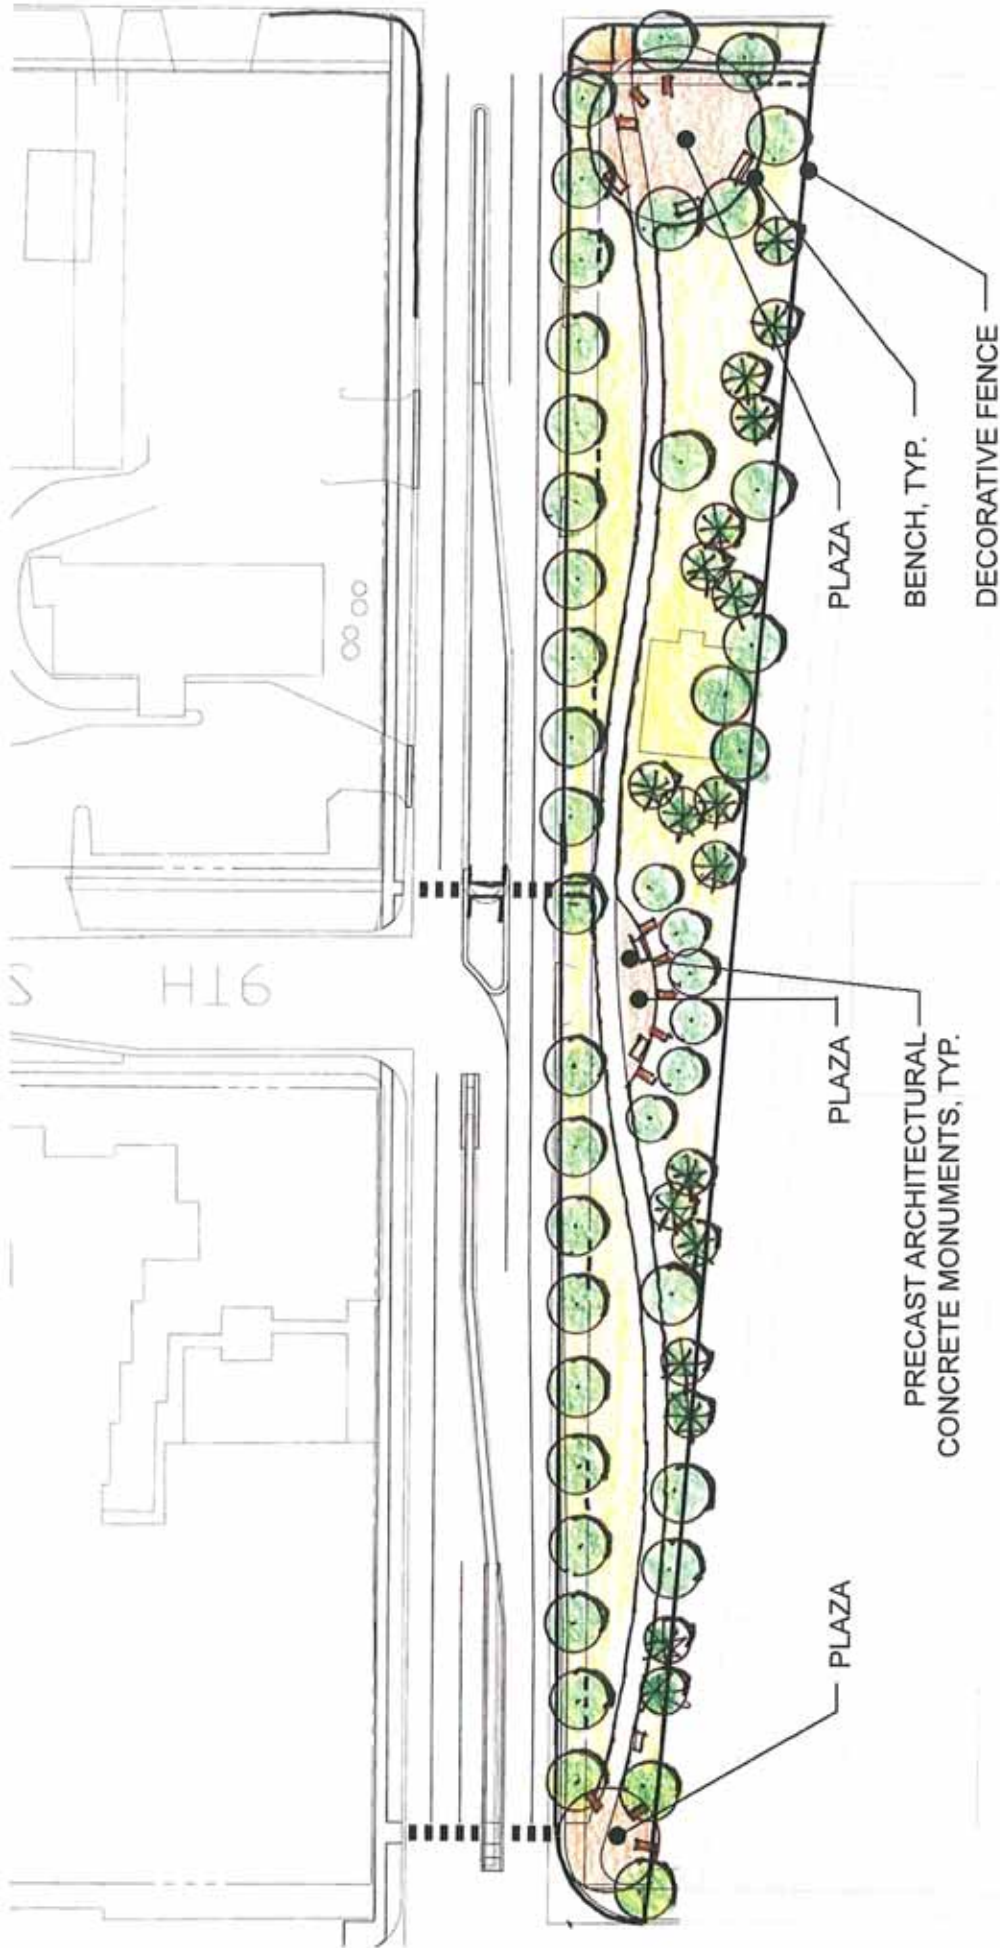 9TH S
PLAZA
PLAZA
PRECAST ARCHITECTURAL
CONCRETE MONUMENTS, TYP.
PLAZA
BENCH, TYP.
DECORATIVE FENCE